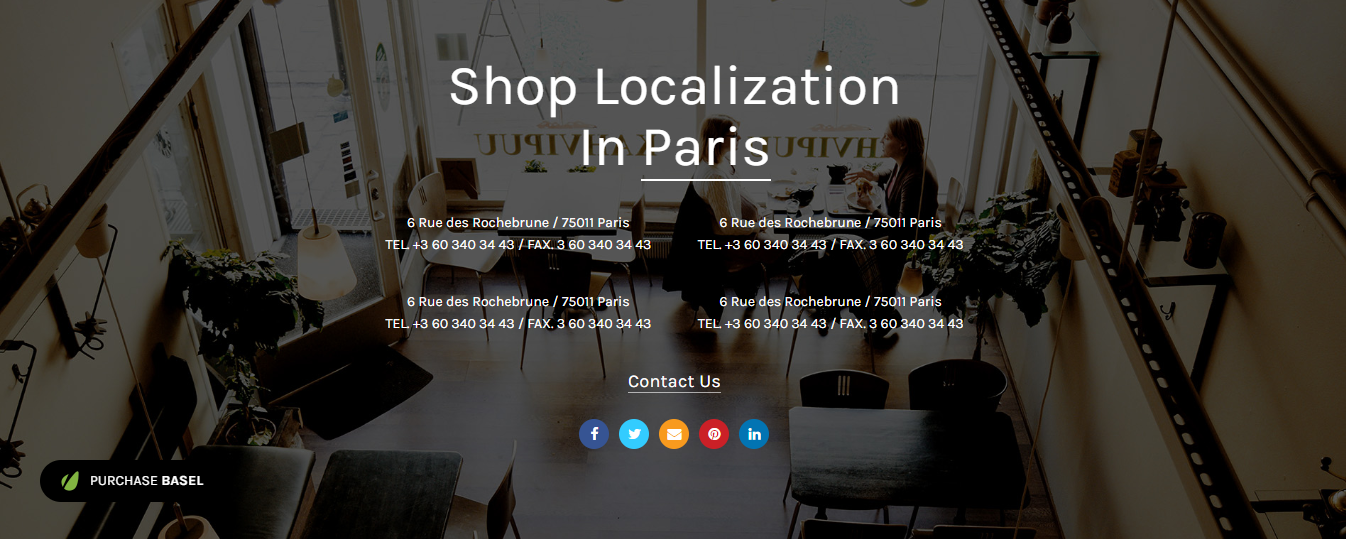 Shop Localization
In Paris
6 Rue des Rochebrune / 75011 Paris
TEL. +3 60 340 34 43 / FAX. 3 60 340 34 43
6 Rue des Rochebrune / 75011 Paris
TEL. +3 60 340 34 43 / FAX. 3 60 340 34 43
6 Rue des Rochebrune / 75011 Paris
TEL. +3 60 340 34 43 / FAX. 3 60 340 34 43
6 Rue des Rochebrune / 75011 Paris
TEL. +3 60 340 34 43 / FAX. 3 60 340 34 43
Contact Us
PURCHASE BASEL